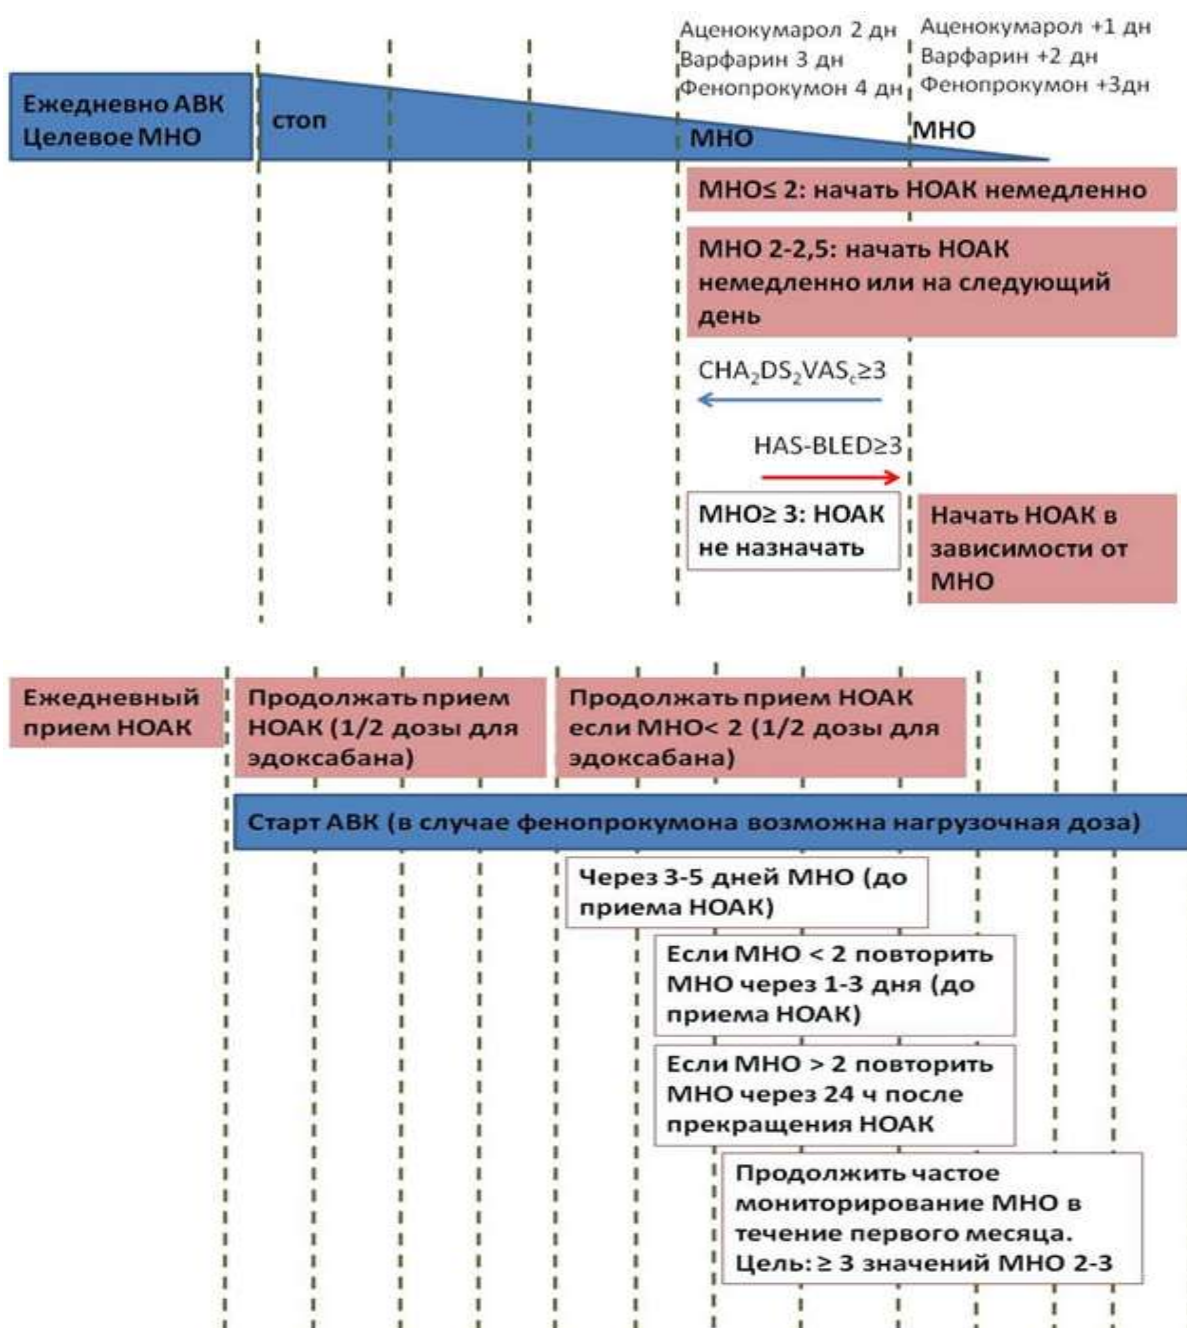 Аценокумарол 2 дн
Варфарин 3 дн
Фенопрокумон 4 дн
Аценокумарол +1 дн
Варфарин +2 дн
Фенопрокумон +3дн
Ежедневно АВК
Целевое МНО
стоп
МНО
МНО
МНО≤ 2: начать НОАК немедленно
МНО 2-2,5: начать НОАК
немедленно или на следующий
день
CHA₂DS₂VASc≥3
HAS-BLED≥3
МНО≥ 3: НОАК
не назначать
Начать НОАК в
зависимости от
МНО
Ежедневный
прием НОАК
Продолжать прием
НОАК (1/2 дозы для
эдоксабана)
Продолжать прием НОАК
если МНО< 2 (1/2 дозы для
эдоксабана)
Старт АВК (в случае фенопрокумона возможна нагрузочная доза)
Через 3-5 дней МНО (до
приема НОАК)
Если МНО < 2 повторить
МНО через 1-3 дня (до
приема НОАК)
Если МНО > 2 повторить
МНО через 24 ч после
прекращения НОАК
Продолжить частое
мониторирование МНО в
течение первого месяца.
Цель: ≥ 3 значений МНО 2-3